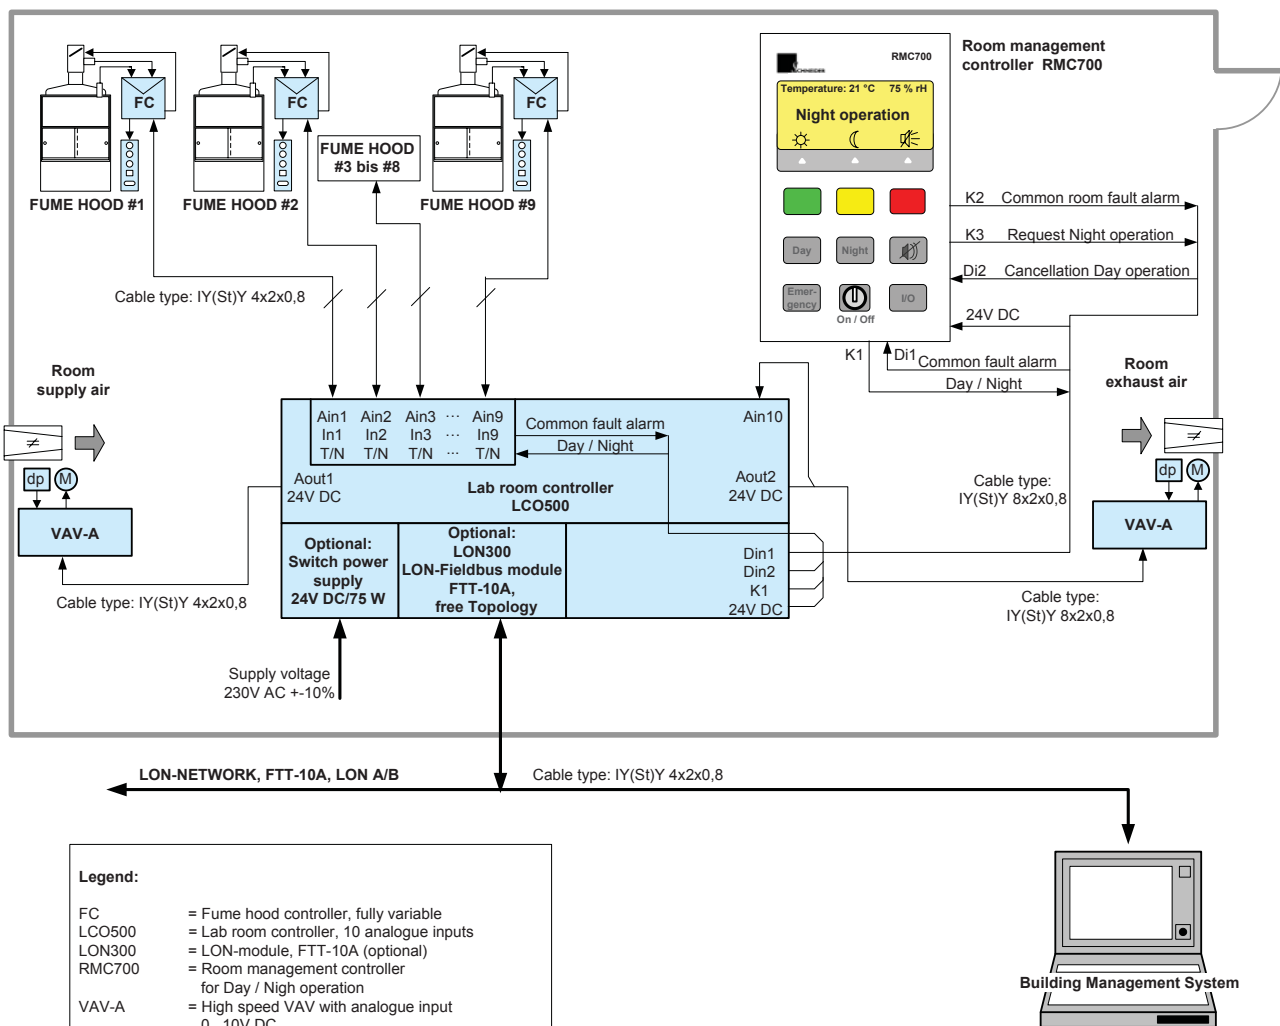 Room management
controller RMC700
RMC700
SCHNEIDER
Temperature: 21 °C 75 % rH
Night operation
FC
FC
FC
FUME HOOD
#3 bis #8
FUME HOOD #1
FUME HOOD #2
FUME HOOD #9
K2 Common room fault alarm
K3 Request Night operation
Di2 Cancellation Day operation
24V DC
Day
Night
Emer-
gency
I/O
On / Off
K1
Di1
Common fault alarm
Day / Night
Cable type: IY(St)Y 4x2x0,8
Room
supply air
Room
exhaust air
Ain1 Ain2 Ain3 ... Ain9
In1 In2 In3 ... In9
T/N T/N T/N ... T/N
Common fault alarm
Day / Night
Ain10
Aout1
24V DC
Aout2
24V DC
Lab room controller
LCO500
dp
M
VAV-A
dp
M
VAV-A
Cable type:
IY(St)Y 8x2x0,8
Optional:
Switch power
supply
24V DC/75 W
Optional:
LON300
LON-Fieldbus module
FTT-10A,
free Topology
Din1
Din2
K1
24V DC
Cable type: IY(St)Y 4x2x0,8
Cable type:
IY(St)Y 8x2x0,8
Supply voltage
230V AC +-10%
LON-NETWORK, FTT-10A, LON A/B
Cable type: IY(St)Y 4x2x0,8
Legend:
FC = Fume hood controller, fully variable
LCO500 = Lab room controller, 10 analogue inputs
LON300 = LON-module, FTT-10A (optional)
RMC700 = Room management controller
for Day / Nigh operation
VAV-A = High speed VAV with analogue input
0...10V DC
Building Management System